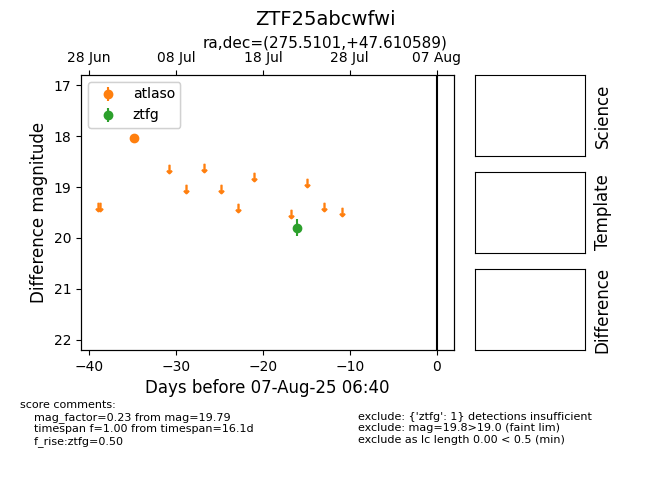 ZTF25abcwfwi
ra,dec=(275.5101,+47.610589)
28 Jun 08 Jul 18 Jul 28 Jul 07 Aug
17
18
19
20
21
22
Difference magnitude
atlaso
ztfg
−40 −30 −20 −10 0
Days before 07-Aug-25 06:40
Science
Template
Difference
score comments:
mag_factor=0.23 from mag=19.79
timespan f=1.00 from timespan=16.1d
f_rise:ztfg=0.50
exclude: {'ztfg': 1} detections insufficient
exclude: mag=19.8>19.0 (faint lim)
exclude as lc length 0.00 < 0.5 (min)